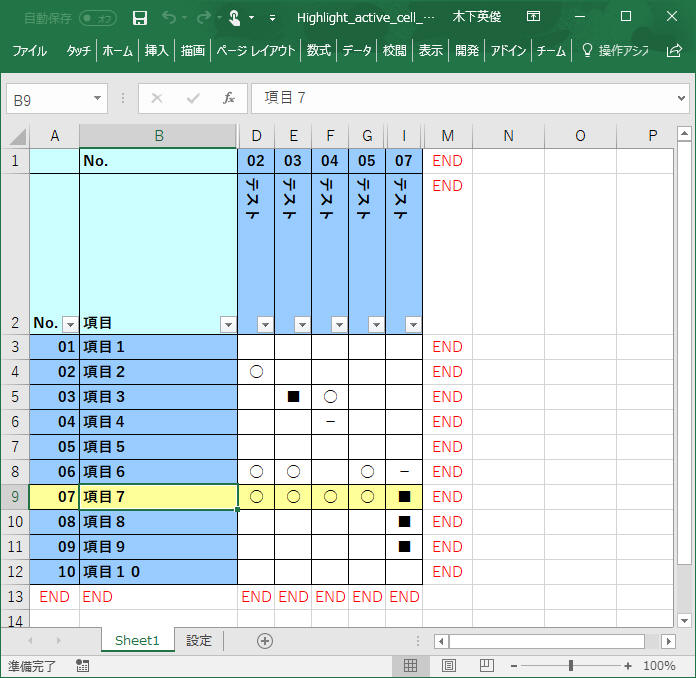 自動保存 オフ Highlight_active_cell_… 木下英俊
ファイル タッチ ホーム 挿入 描画 ページ レイアウト 数式 データ 校閲 表示 開発 アドイン チーム 操作アシス
B9 fx 項目７
A B D E F G I M N O P
1 No. 02 03 04 05 07 END
2 No. 項目 テスト テスト テスト テスト テスト END
3 01 項目１ END
4 02 項目２ ○ END
5 03 項目３ ■ ○ END
6 04 項目４ － END
7 05 項目５ END
8 06 項目６ ○ ○ ○ － END
9 07 項目７ ○ ○ ○ ○ ■ END
10 08 項目８ ■ END
11 09 項目９ ■ END
12 10 項目１０ END
13 END END END END END END END
14
Sheet1 設定
準備完了 100%